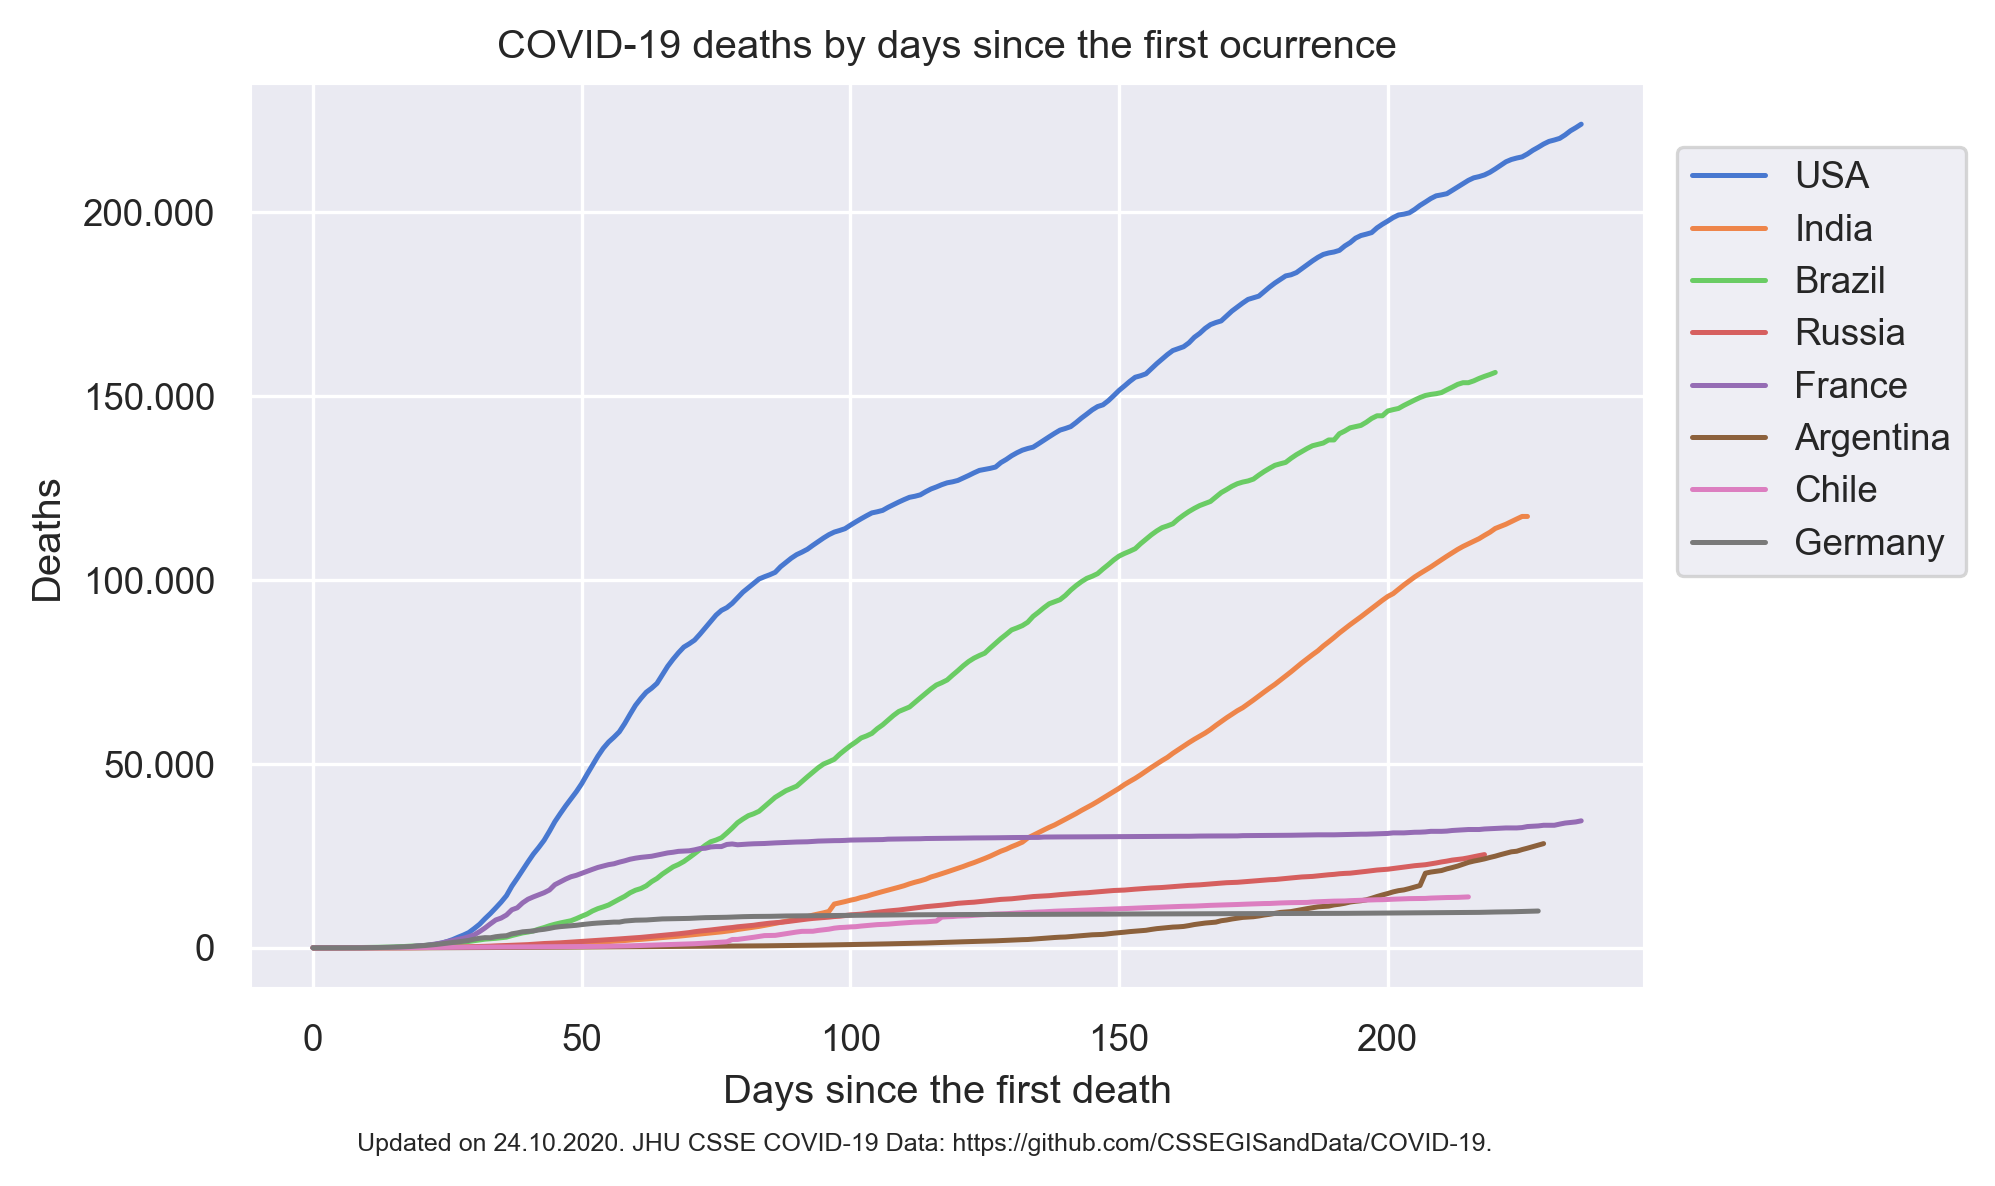 COVID-19 deaths by days since the first ocurrence
200.000
150.000
100.000
50.000
0
Deaths
0 50 100 150 200
Days since the first death
USA
India
Brazil
Russia
France
Argentina
Chile
Germany
Updated on 24.10.2020. JHU CSSE COVID-19 Data: https://github.com/CSSEGISandData/COVID-19.